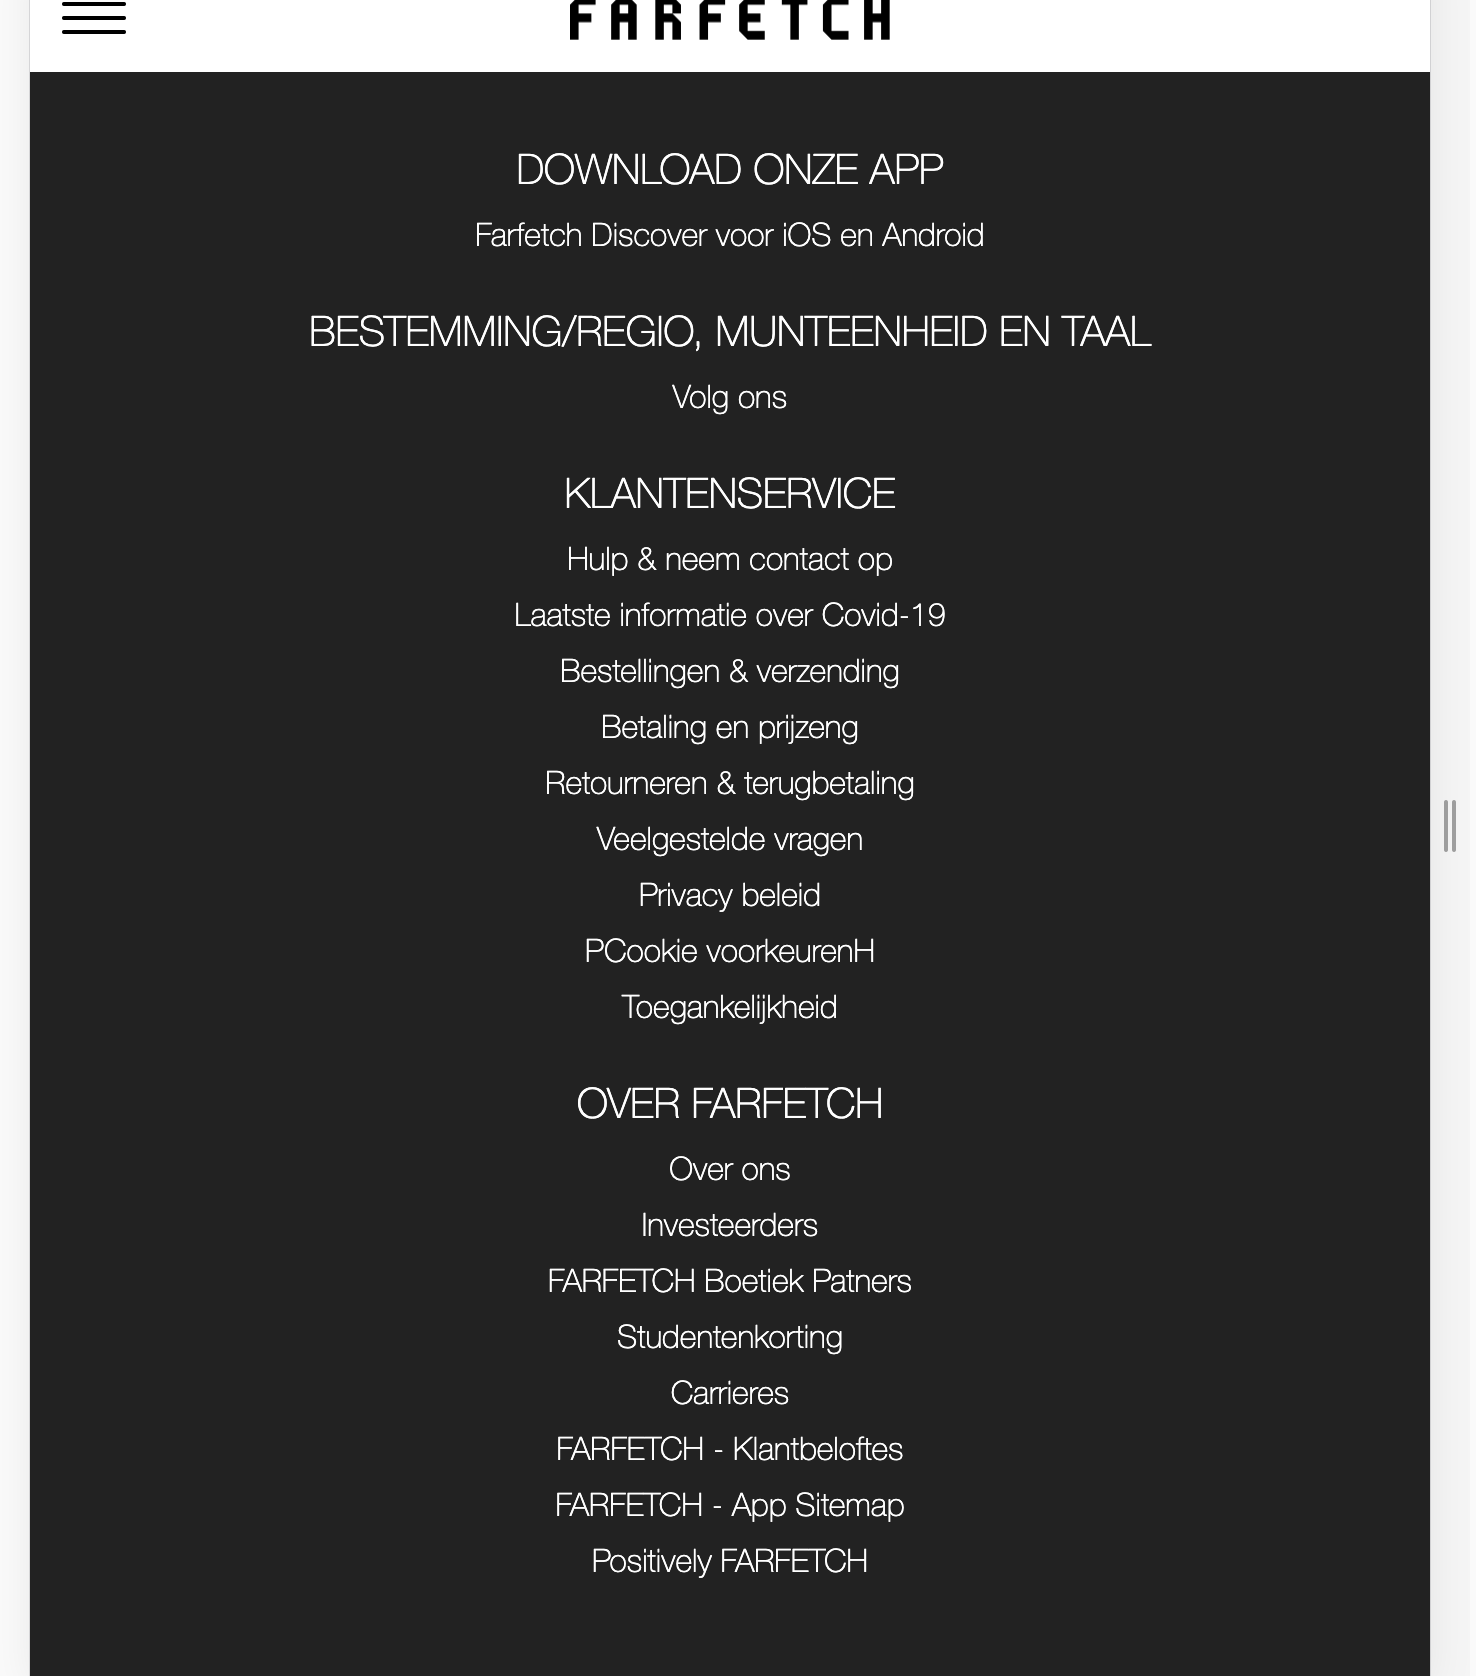 FARFETCH
DOWNLOAD ONZE APP
Farfetch Discover voor iOS en Android
BESTEMMING/REGIO, MUNTEENHEID EN TAAL
Volg ons
KLANTENSERVICE
Hulp & neem contact op
Laatste informatie over Covid-19
Bestellingen & verzending
Betaling en prijzeng
Retourneren & terugbetaling
Veelgestelde vragen
Privacy beleid
PCookie voorkeurenH
Toegankelijkheid
OVER FARFETCH
Over ons
Investeerders
FARFETCH Boetiek Patners
Studentenkorting
Carrieres
FARFETCH - Klantbeloftes
FARFETCH - App Sitemap
Positively FARFETCH